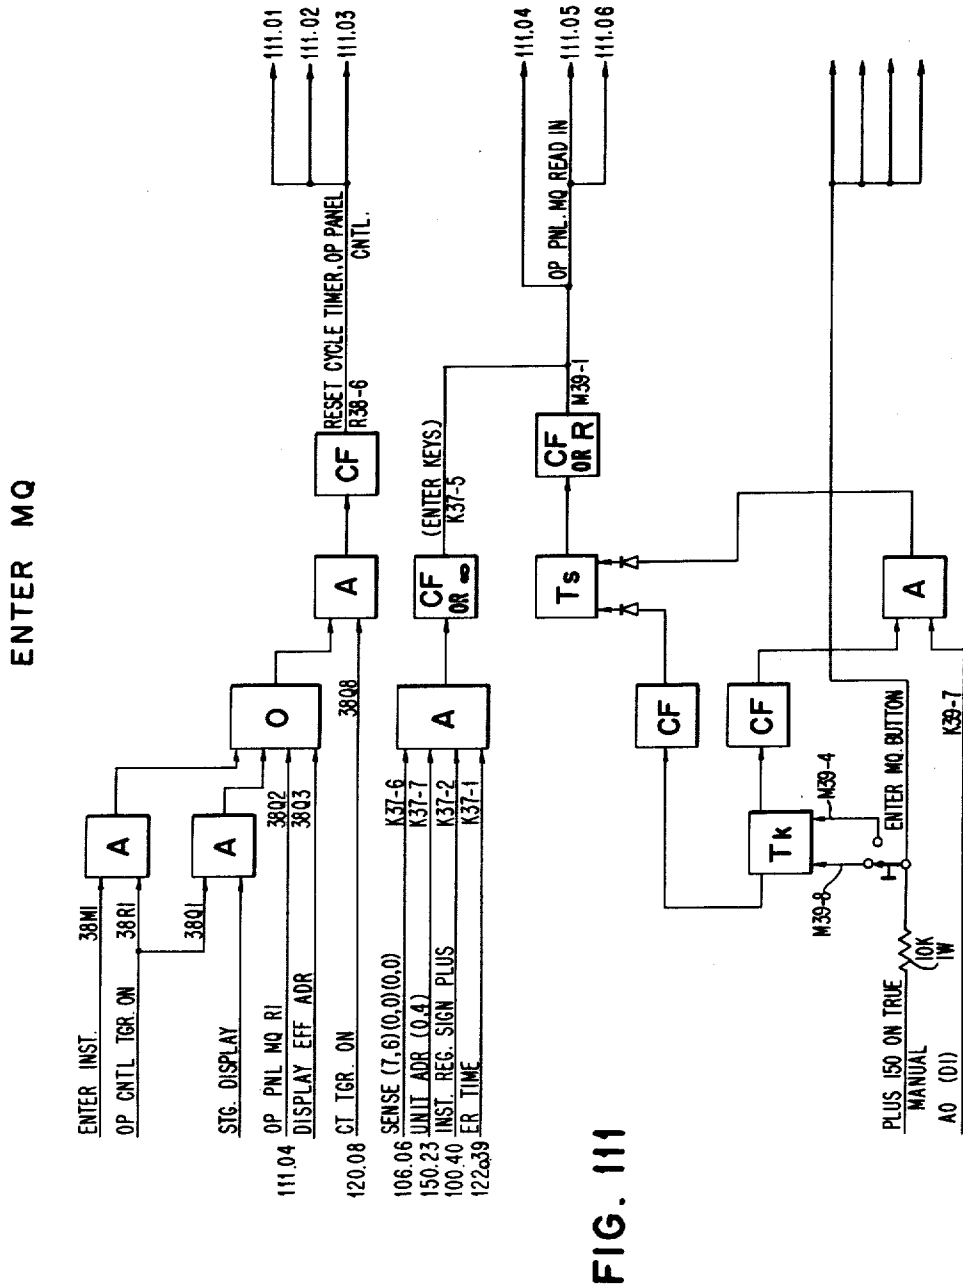 ENTER MQ
111.01
111.02
111.03
RESET CYCLE TIMER, OP PANEL
CNTL.
R38-6
CF
A
38Q8
O
A
A
38M1
38R1
38Q1
38Q2
38Q3
ENTER INST.
OP CNTL TGR. ON
STG. DISPLAY
OP PNL MQ RI
111.04
DISPLAY EFF ADR
CT TGR. ON
120.08
111.04
111.05
111.06
OP PNL. MQ READ IN
(ENTER KEYS)
K37-5
CF
OR ∞
A
K37-6
K37-7
K37-2
K37-1
106.06 SENSE (7,6)(0,0)(0,0)
150.23 UNIT ADR (0,4)
100.40 INST. REG. SIGN PLUS
122.39 ER TIME
M39-1
CF
OR R
Ts
CF
CF
A
Tk
M39-4
M39-8
ENTER MQ. BUTTON
K39-7
10K
1W
PLUS 150 ON TRUE
MANUAL
AO (DI)
FIG. 111